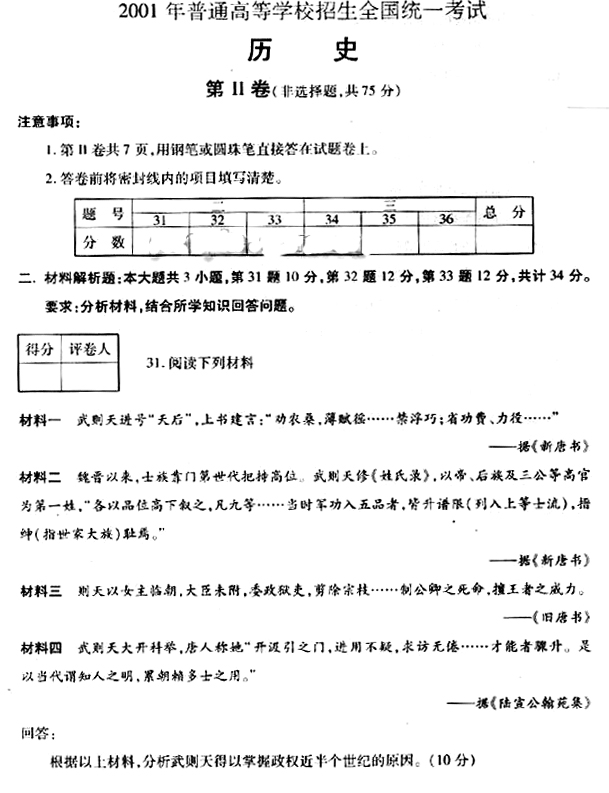 2001 年普通高等学校招生全国统一考试
历 史
第 II 卷(非选择题,共75 分)
注意事项:
1. 第 II 卷共 7 页,用钢笔或圆珠笔直接答在试题卷上。
2. 答卷前将密封线内的项目填写清楚。
题 号 二 三 总 分
31 32 33 34 35 36
分 数
二. 材料解析题:本大题共 3 小题,第 31 题 10 分,第 32 题 12 分,第 33 题 12 分,共计 34 分。
要求:分析材料,结合所学知识回答问题。
得分 评卷人
31. 阅读下列材料
材料一 武则天进号“天后”,上书建言:“劝农桑,薄赋徭……禁浮巧;省功费、力役……”
——据《新唐书》
材料二 魏晋以来,士族靠门第世代把持高位。武则天修《姓氏录》,以帝、后族及三公等高官
为第一姓,“各以品位高下叙之,凡九等……当时军功入五品者,皆升谱限(列入上等士流),搢
绅(指世家大族)耻焉。”
——据《新唐书》
材料三 则天以女主临朝,大臣未附,委政狱吏,剪除宗枝……制公卿之死命,擅王者之威力。
——《旧唐书》
材料四 武则天大开科举,唐人称她“开汲引之门,进用不疑,求访无倦……才能者骤升。是
以当代谓知人之明,累朝赖多士之用。”
——据《陆宣公翰苑集》
回答:
根据以上材料,分析武则天得以掌握政权近半个世纪的原因。(10 分)